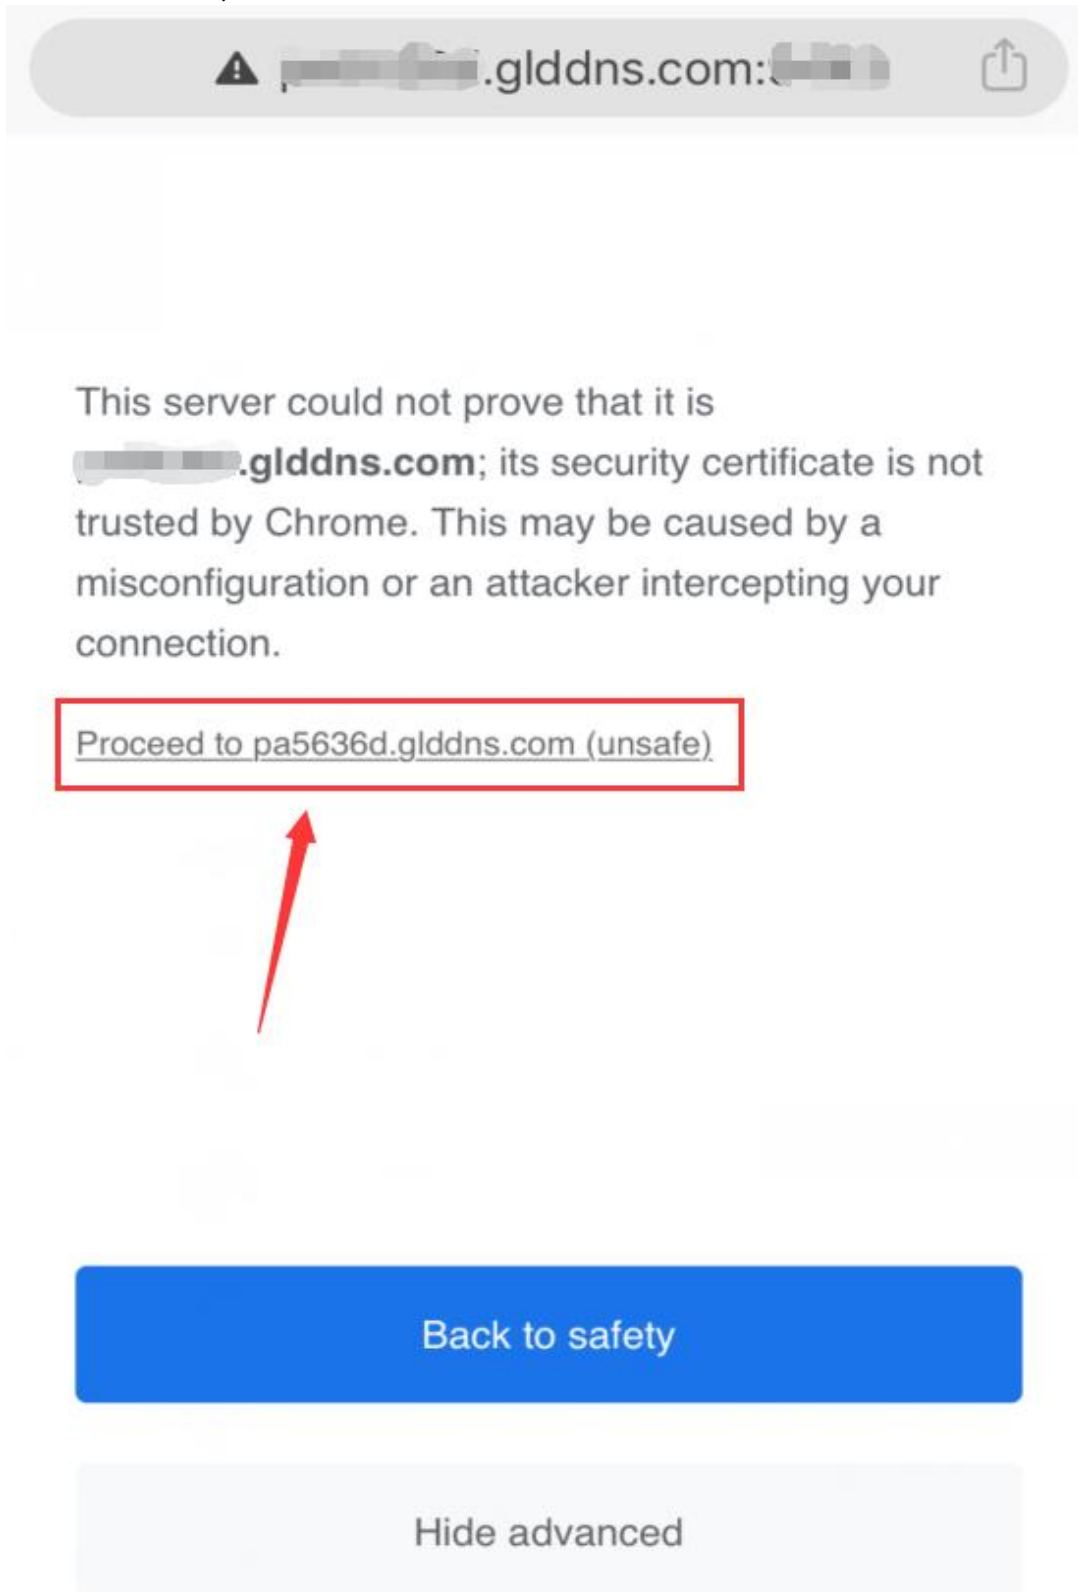 .glddns.com:
This server could not prove that it is
.glddns.com; its security certificate is not
trusted by Chrome. This may be caused by a
misconfiguration or an attacker intercepting your
connection.
Proceed to pa5636d.glddns.com (unsafe)
Back to safety
Hide advanced